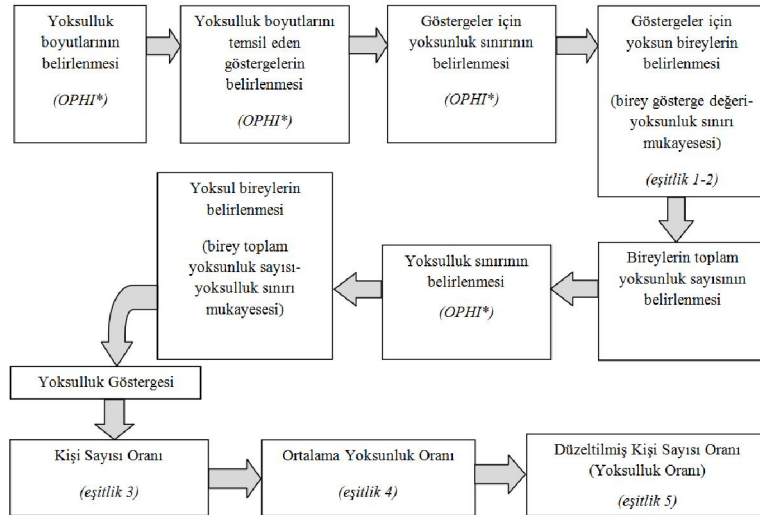 Yoksulluk
boyutlarının
belirlenmesi
(OPHI*)
Yoksulluk boyutlarını
temsil eden
göstergelerin
belirlenmesi
(OPHI*)
Göstergeler için
yoksunluk sınırının
belirlenmesi
(OPHI*)
Göstergeler için
yoksun bireylerin
belirlenmesi
(birey gösterge değeri-
yoksunluk sınırı
mukayesesi)
(eşitlik 1-2)
Bireylerin toplam
yoksunluk sayısının
belirlenmesi
Yoksulluk sınırının
belirlenmesi
(OPHI*)
Yoksul bireylerin
belirlenmesi
(birey toplam
yoksunluk sayısı-
yoksulluk sınırı
mukayesesi)
Yoksulluk Göstergesi
Kişi Sayısı Oranı
(eşitlik 3)
Ortalama Yoksunluk Oranı
(eşitlik 4)
Düzeltilmiş Kişi Sayısı Oranı
(Yoksulluk Oranı)
(eşitlik 5)